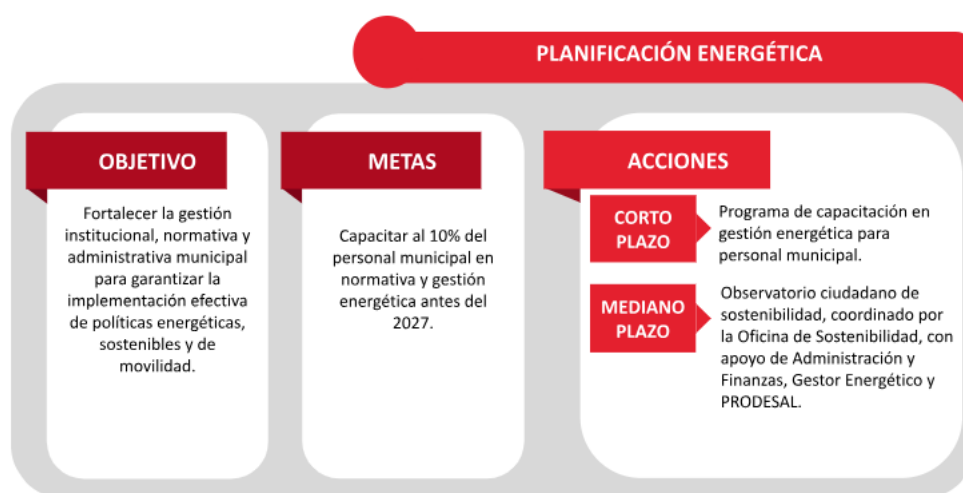 PLANIFICACIÓN ENERGÉTICA
OBJETIVO
Fortalecer la gestión
institucional, normativa y
administrativa municipal
para garantizar la
implementación efectiva
de políticas energéticas,
sostenibles y de
movilidad.
METAS
Capacitar al 10% del
personal municipal en
normativa y gestión
energética antes del
2027.
ACCIONES
CORTO
PLAZO
Programa de capacitación en
gestión energética para
personal municipal.
MEDIANO
PLAZO
Observatorio ciudadano de
sostenibilidad, coordinado por
la Oficina de Sostenibilidad, con
apoyo de Administración y
Finanzas, Gestor Energético y
PRODESAL.